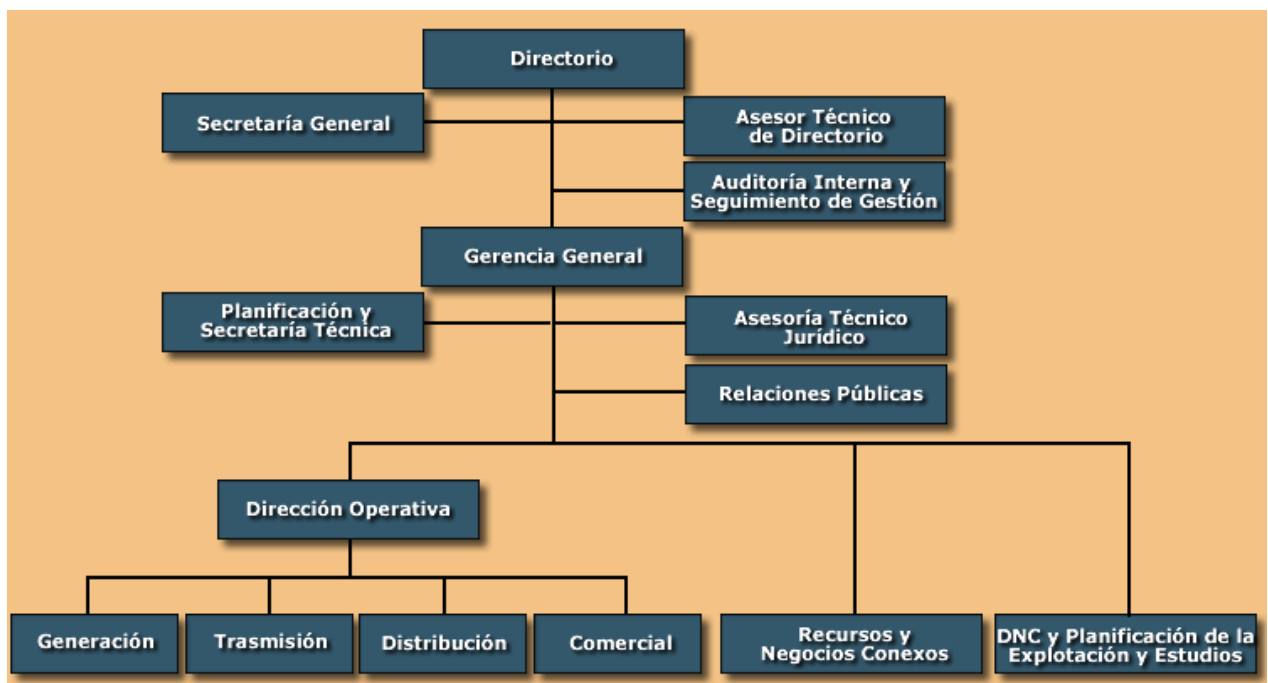 Directorio
Secretaría General
Asesor Técnico
de Directorio
Auditoría Interna y
Seguimiento de Gestión
Gerencia General
Planificación y
Secretaría Técnica
Asesoría Técnico
Jurídico
Relaciones Públicas
Dirección Operativa
Generación
Trasmisión
Distribución
Comercial
Recursos y
Negocios Conexos
DNC y Planificación de la
Explotación y Estudios